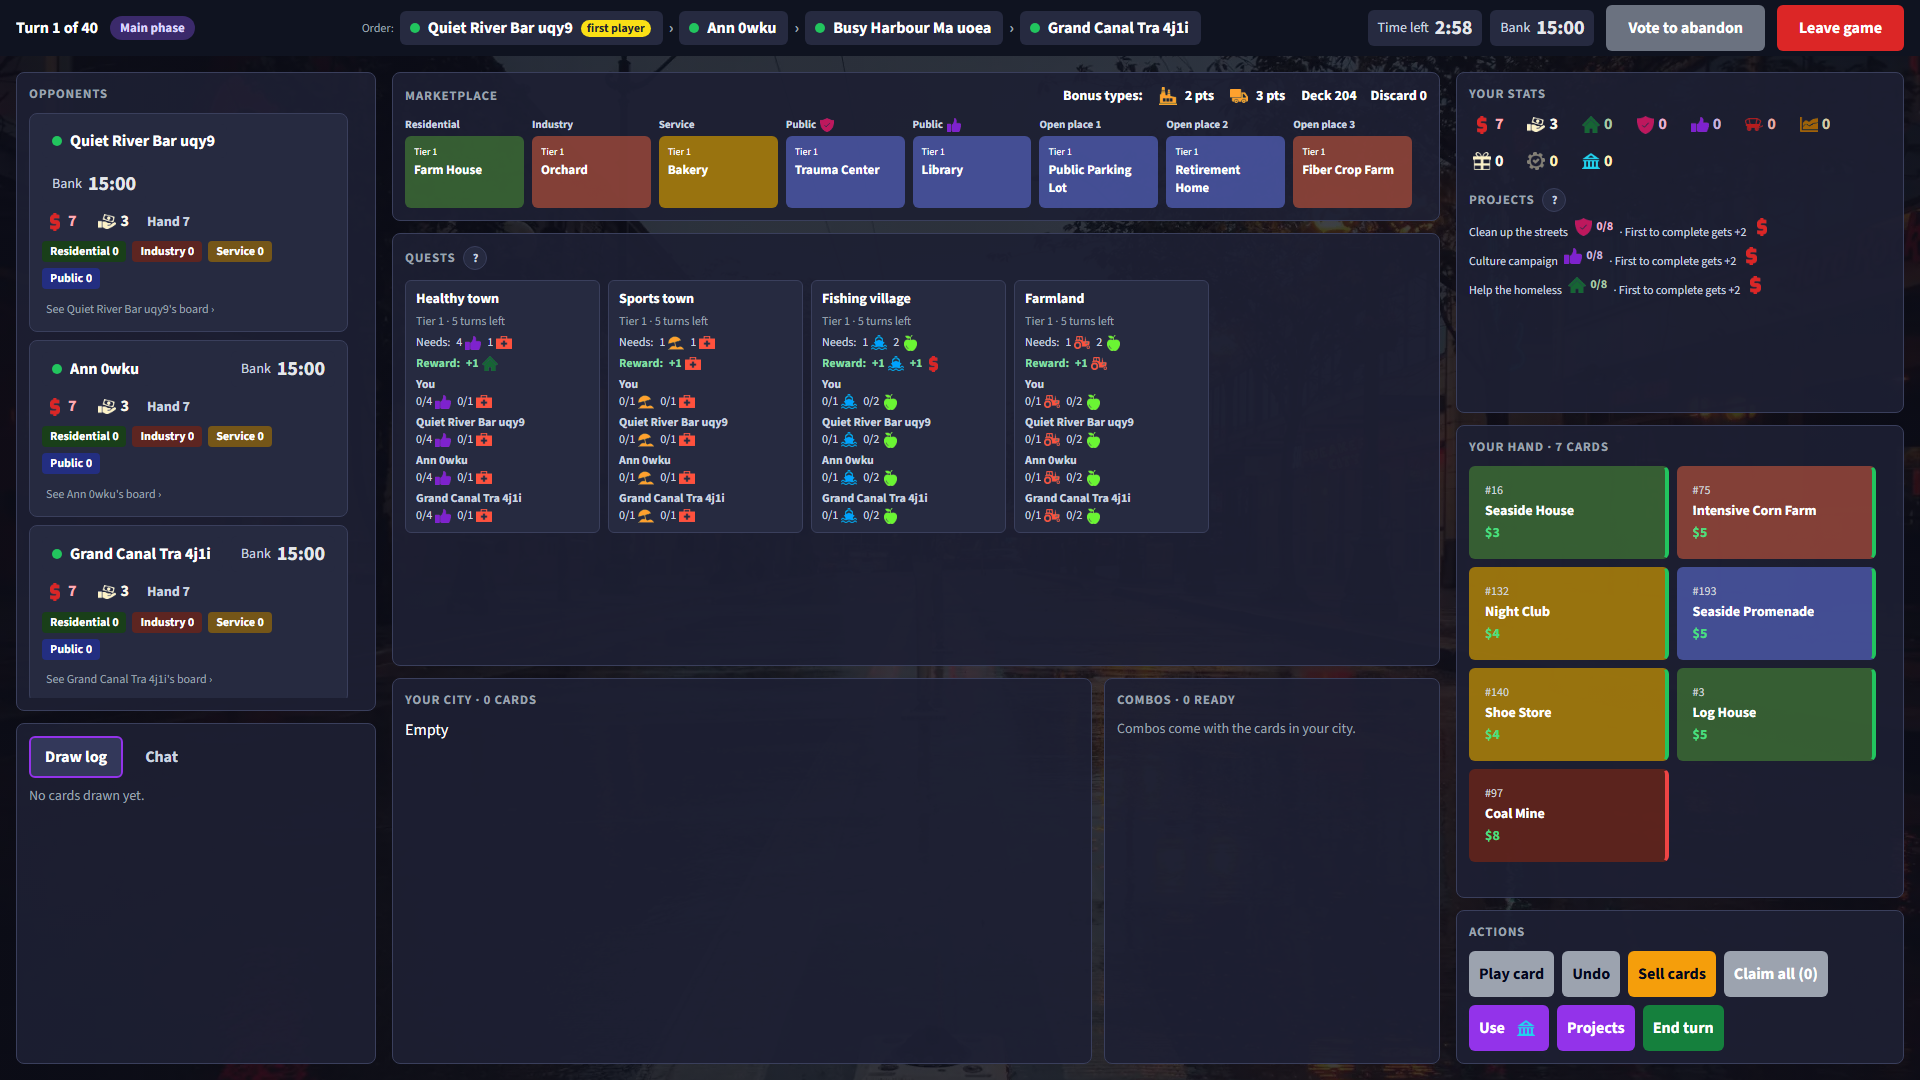 Turn 1 of 40
Main phase
Order:
Quiet River Bar uqy9
first player
›
Ann 0wku
›
Busy Harbour Ma uoea
›
Grand Canal Tra 4j1i
Time left 2:58
Bank 15:00
Vote to abandon
Leave game
OPPONENTS
Quiet River Bar uqy9
Bank 15:00
7 3 Hand 7
Residential 0 Industry 0 Service 0
Public 0
See Quiet River Bar uqy9's board ›
Ann 0wku Bank 15:00
7 3 Hand 7
Residential 0 Industry 0 Service 0
Public 0
See Ann 0wku's board ›
Grand Canal Tra 4j1i Bank 15:00
7 3 Hand 7
Residential 0 Industry 0 Service 0
Public 0
See Grand Canal Tra 4j1i's board ›
Draw log Chat
No cards drawn yet.
MARKETPLACE
Bonus types: 2 pts 3 pts Deck 204 Discard 0
Residential
Tier 1
Farm House
Industry
Tier 1
Orchard
Service
Tier 1
Bakery
Public
Tier 1
Trauma Center
Public
Tier 1
Library
Open place 1
Tier 1
Public Parking
Lot
Open place 2
Tier 1
Retirement
Home
Open place 3
Tier 1
Fiber Crop Farm
QUESTS ?
Healthy town
Tier 1 · 5 turns left
Needs: 4 1
Reward: +1
You
0/4 0/1
Quiet River Bar uqy9
0/4 0/1
Ann 0wku
0/4 0/1
Grand Canal Tra 4j1i
0/4 0/1
Sports town
Tier 1 · 5 turns left
Needs: 1 1
Reward: +1
You
0/1 0/1
Quiet River Bar uqy9
0/1 0/1
Ann 0wku
0/1 0/1
Grand Canal Tra 4j1i
0/1 0/1
Fishing village
Tier 1 · 5 turns left
Needs: 1 2
Reward: +1 +1
You
0/1 0/2
Quiet River Bar uqy9
0/1 0/2
Ann 0wku
0/1 0/2
Grand Canal Tra 4j1i
0/1 0/2
Farmland
Tier 1 · 5 turns left
Needs: 1 2
Reward: +1
You
0/1 0/2
Quiet River Bar uqy9
0/1 0/2
Ann 0wku
0/1 0/2
Grand Canal Tra 4j1i
0/1 0/2
YOUR CITY · 0 CARDS
Empty
COMBOS · 0 READY
Combos come with the cards in your city.
YOUR STATS
7 3 0 0 0 0 0
0 0 0
PROJECTS ?
Clean up the streets 0/8 · First to complete gets +2
Culture campaign 0/8 · First to complete gets +2
Help the homeless 0/8 · First to complete gets +2
YOUR HAND · 7 CARDS
#16
Seaside House
$3
#75
Intensive Corn Farm
$5
#132
Night Club
$4
#193
Seaside Promenade
$5
#140
Shoe Store
$4
#3
Log House
$5
#97
Coal Mine
$8
ACTIONS
Play card
Undo
Sell cards
Claim all (0)
Use
Projects
End turn